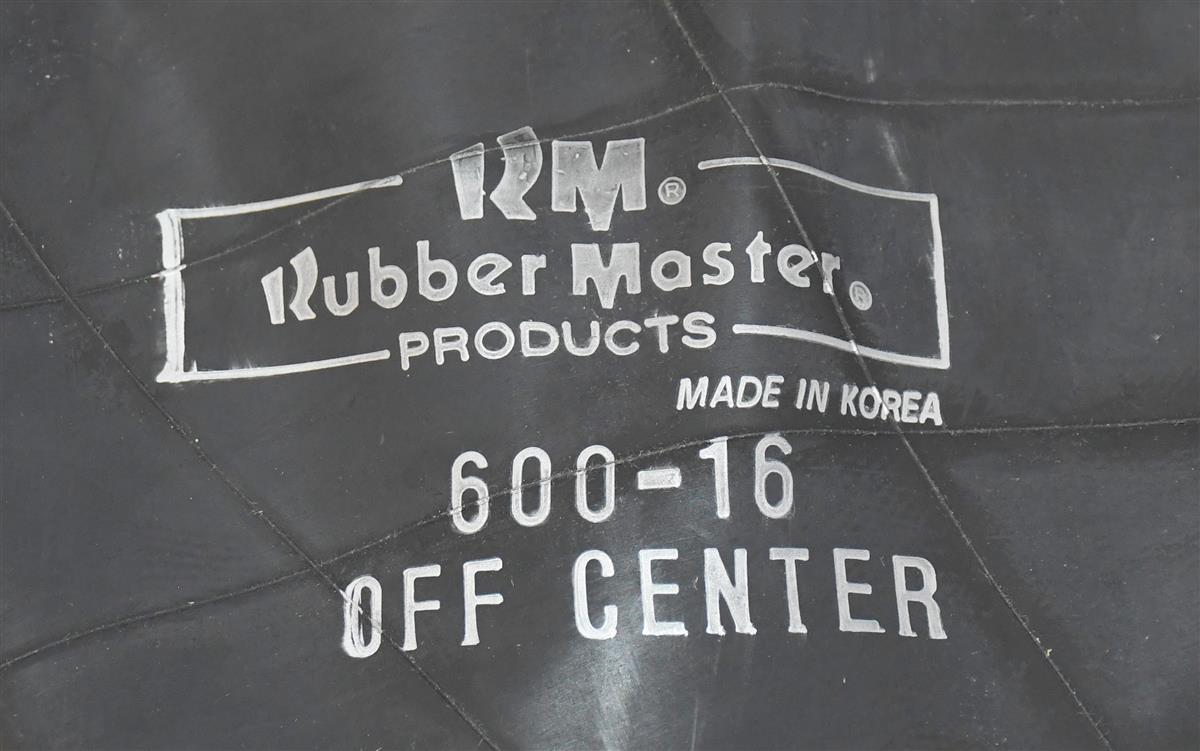 RM®
Rubber Master®
PRODUCTS
MADE IN KOREA
600-16
OFF CENTER